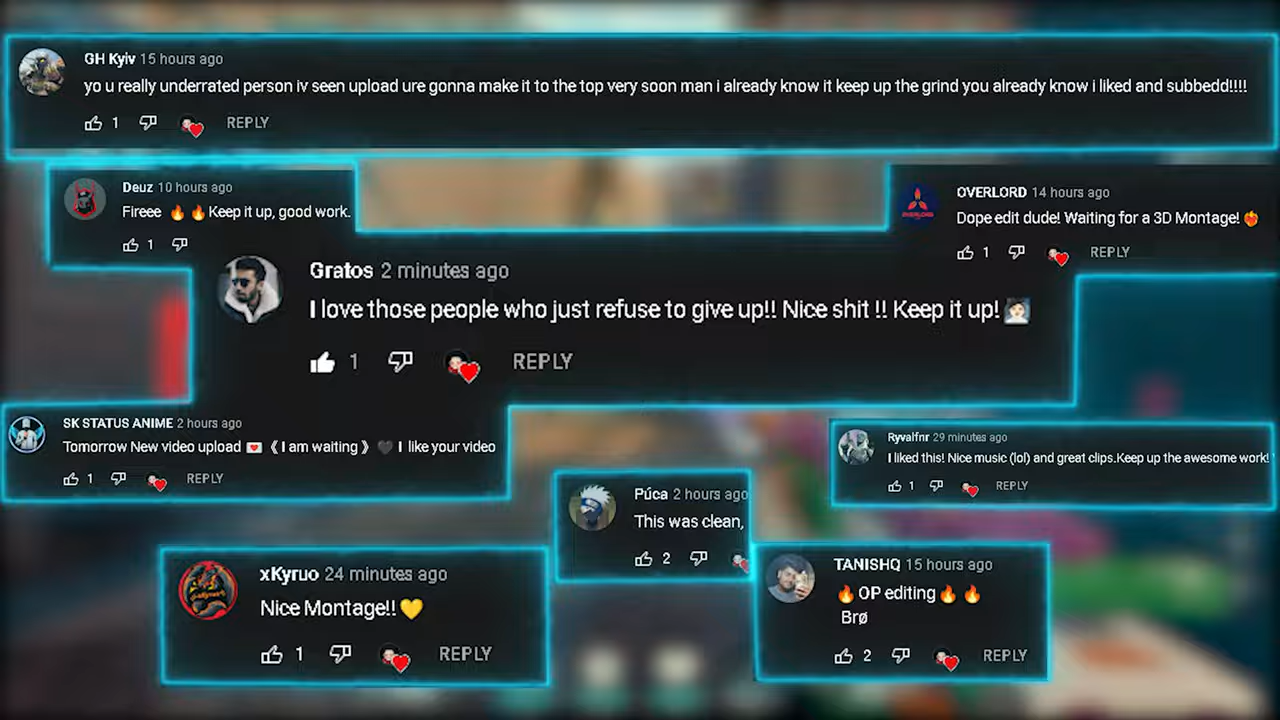 GH Kyiv 15 hours ago
yo u really underrated person iv seen upload ure gonna make it to the top very soon man i already know it keep up the grind you already know i liked and subbedd!!!!
1 REPLY
Deuz 10 hours ago
Fireee 🔥 🔥 Keep it up, good work.
1
OVERLORD 14 hours ago
Dope edit dude! Waiting for a 3D Montage! ❤️‍🔥
1 REPLY
Gratos 2 minutes ago
I love those people who just refuse to give up!! Nice shit !! Keep it up!
1 REPLY
SK STATUS ANIME 2 hours ago
Tomorrow New video upload 💌 《 I am waiting 》 🖤 I like your video
1 REPLY
Ryvalfnr 29 minutes ago
I liked this! Nice music (lol) and great clips.Keep up the awesome work!
1 REPLY
Púca 2 hours ago
This was clean,
2
xKyruo 24 minutes ago
Nice Montage!! 💛
1 REPLY
TANISHQ 15 hours ago
🔥 OP editing 🔥 🔥
Brø
2 REPLY